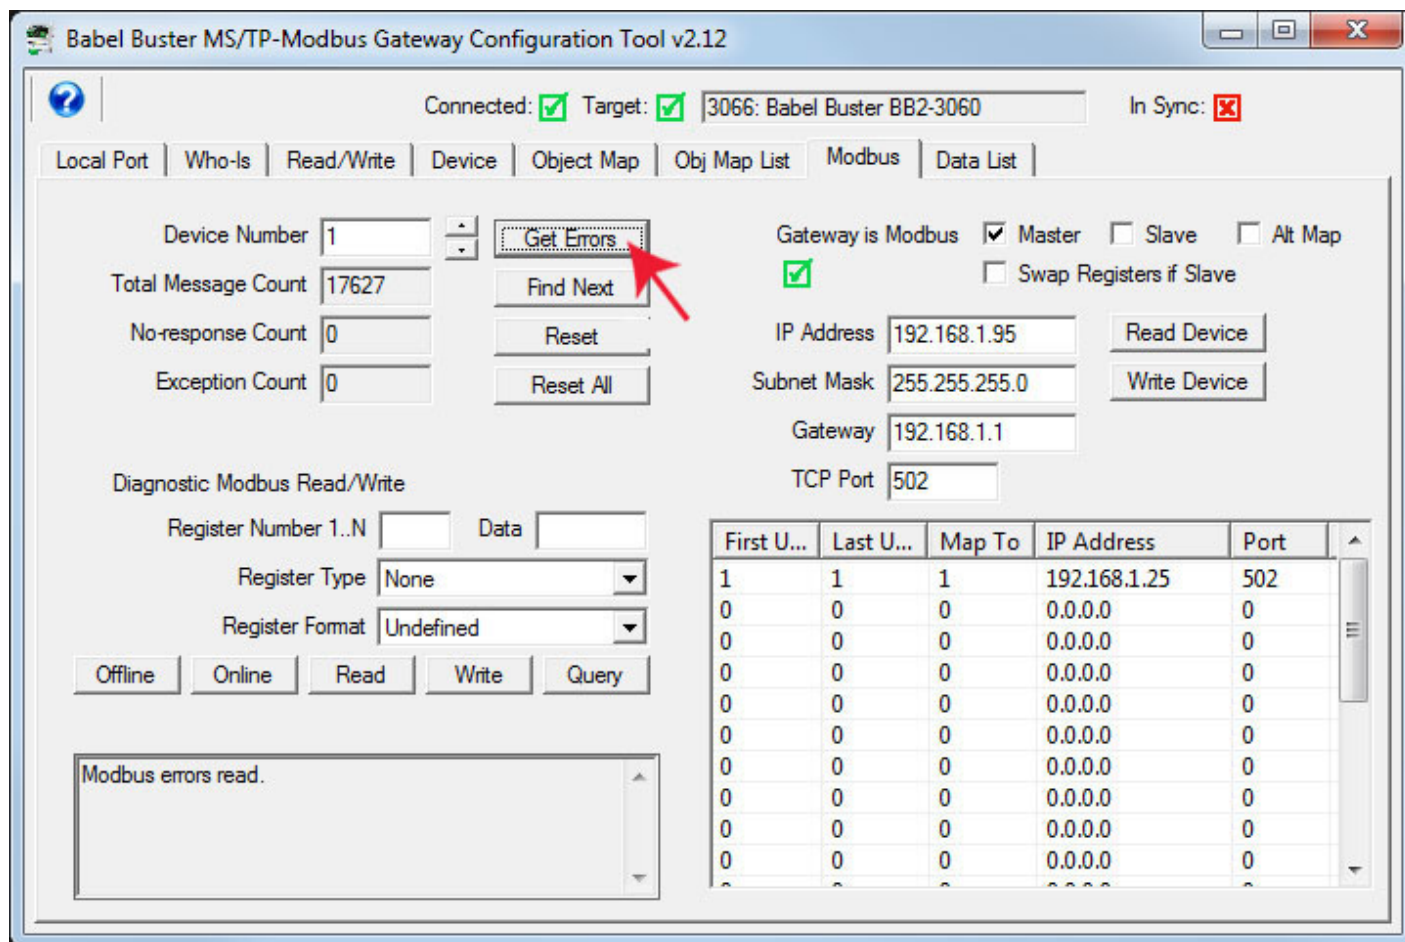 Babel Buster MS/TP-Modbus Gateway Configuration Tool v2.12
Connected: Target: 3066: Babel Buster BB2-3060 In Sync:
Local Port Who-Is Read/Write Device Object Map Obj Map List Modbus Data List
Device Number 1 Get Errors
Total Message Count 17627 Find Next
No-response Count 0 Reset
Exception Count 0 Reset All
Gateway is Modbus Master Slave Alt Map
Swap Registers if Slave
IP Address 192.168.1.95 Read Device
Subnet Mask 255.255.255.0 Write Device
Gateway 192.168.1.1
TCP Port 502
Diagnostic Modbus Read/Write
Register Number 1..N Data
Register Type None
Register Format Undefined
Offline Online Read Write Query
Modbus errors read.
First U... Last U... Map To IP Address Port
1 1 1 192.168.1.25 502
0 0 0 0.0.0.0 0
0 0 0 0.0.0.0 0
0 0 0 0.0.0.0 0
0 0 0 0.0.0.0 0
0 0 0 0.0.0.0 0
0 0 0 0.0.0.0 0
0 0 0 0.0.0.0 0
0 0 0 0.0.0.0 0
0 0 0 0.0.0.0 0